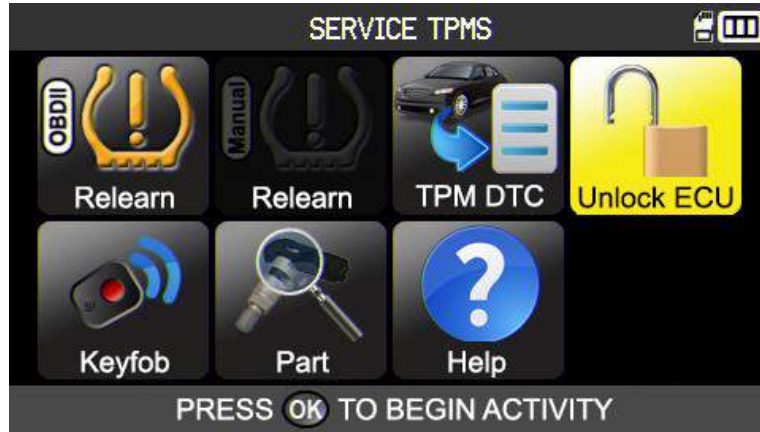 SERVICE TPMS
OBDII
Relearn
Manual
Relearn
TPM DTC
Unlock ECU
Keyfob
Part
Help
PRESS OK TO BEGIN ACTIVITY